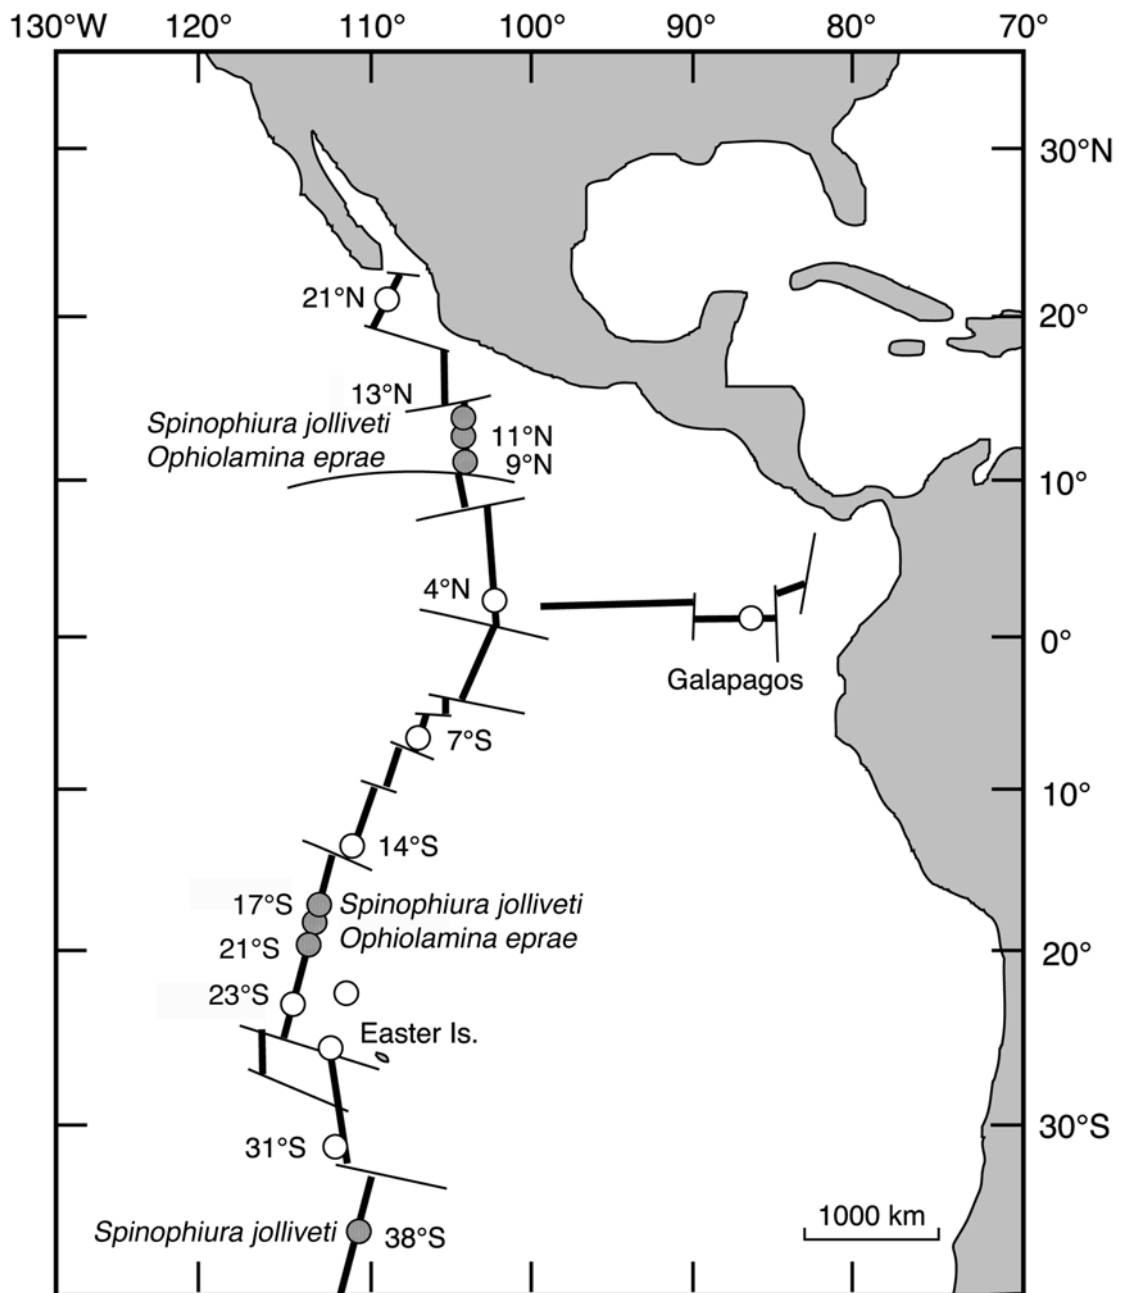 130°W 120° 110° 100° 90° 80° 70°
30°N
21°N
20°
13°N
Spinophiura jolliveti
11°N
Ophiolamina eprae
9°N
10°
4°N
0°
Galapagos
7°S
10°
14°S
17°S
Spinophiura jolliveti
Ophiolamina eprae
21°S
20°
23°S
Easter Is.
30°S
31°S
1000 km
Spinophiura jolliveti
38°S